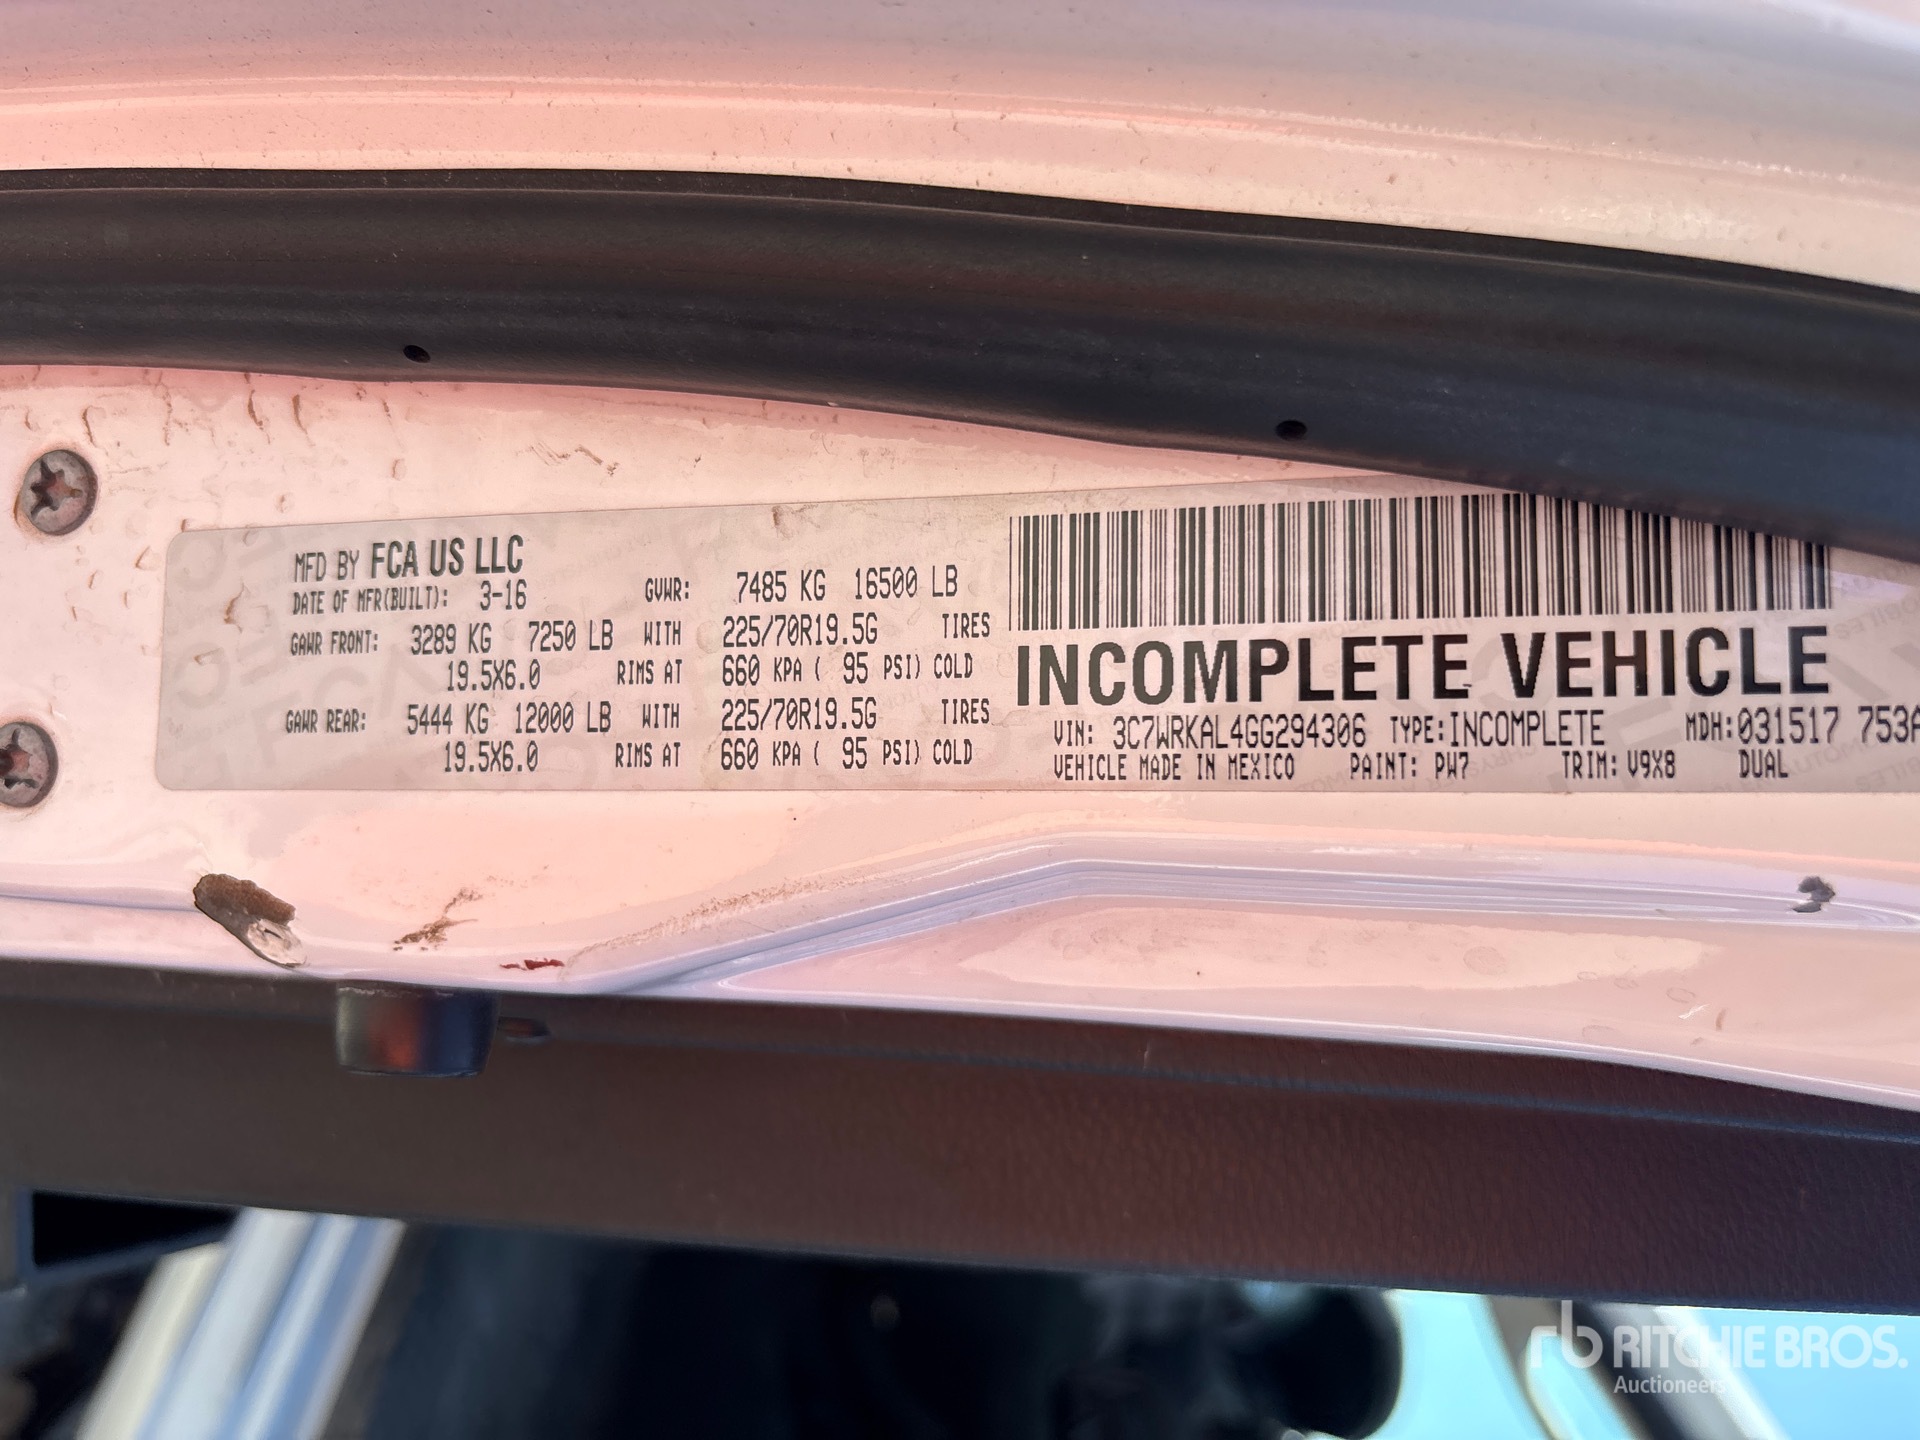 MFD BY FCA US LLC
DATE OF MFR(BUILT): 3-16 GVWR: 7485 KG 16500 LB
GAWR FRONT: 3289 KG 7250 LB WITH 225/70R19.5G TIRES
19.5X6.0 RIMS AT 660 KPA ( 95 PSI) COLD
GAWR REAR: 5444 KG 12000 LB WITH 225/70R19.5G TIRES
19.5X6.0 RIMS AT 660 KPA ( 95 PSI) COLD
INCOMPLETE VEHICLE
VIN: 3C7WRKAL4GG294306 TYPE:INCOMPLETE MDH:031517 753A
VEHICLE MADE IN MEXICO PAINT: PW7 TRIM: V9X8 DUAL
rb RITCHIE BROS.
Auctioneers